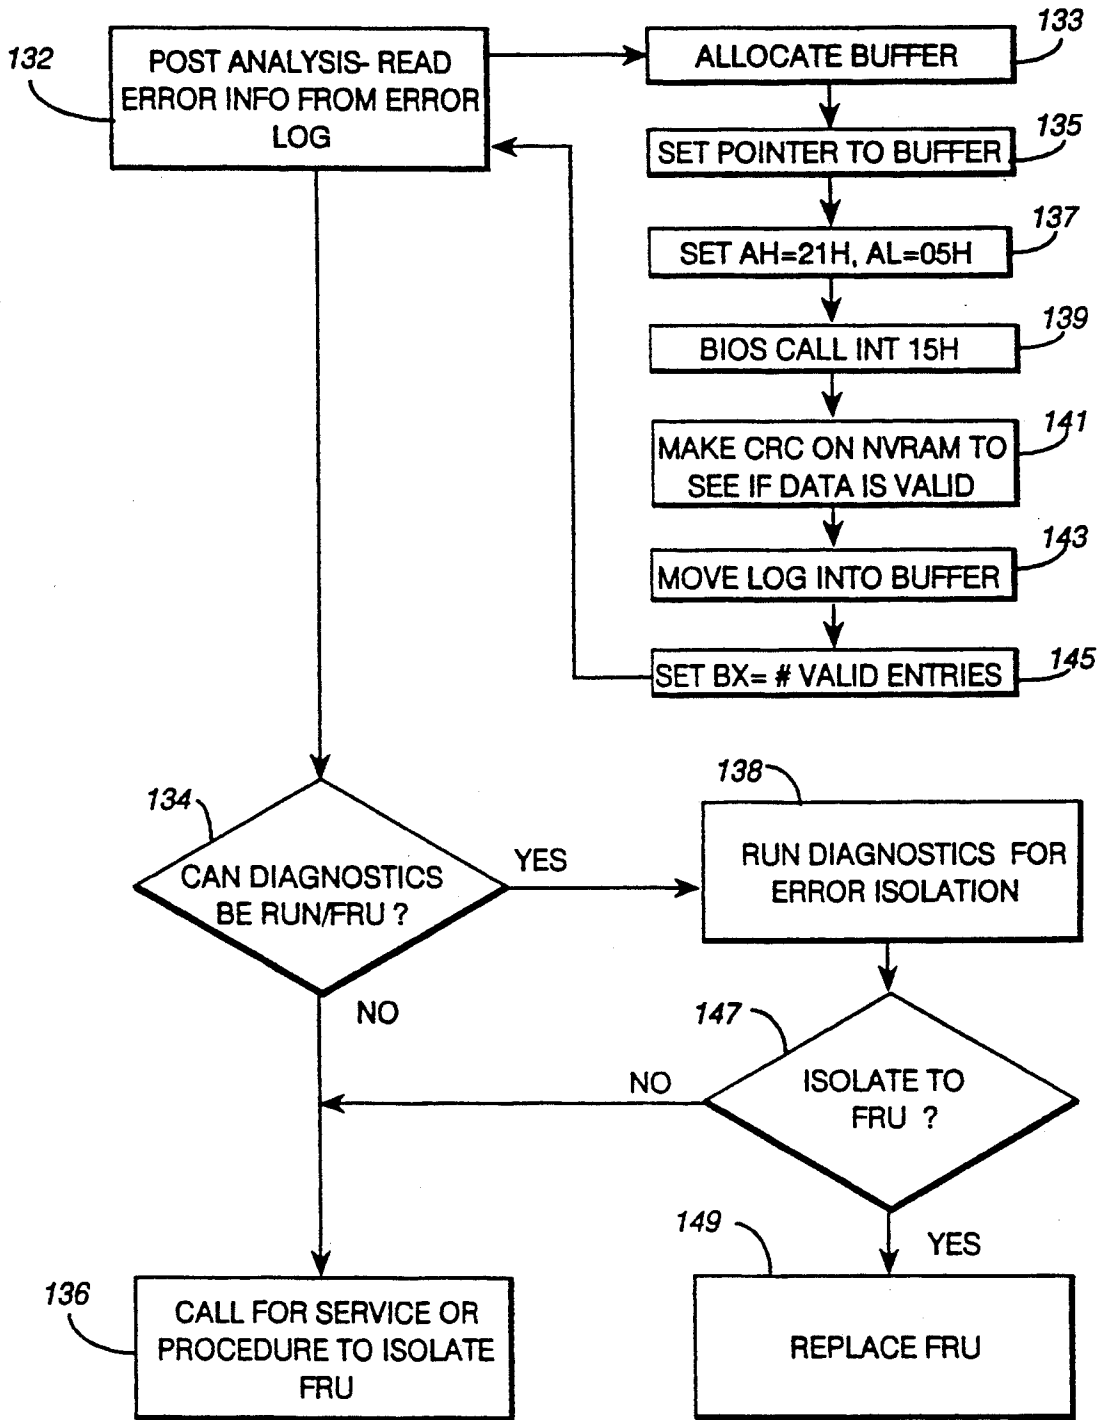 132
POST ANALYSIS- READ
ERROR INFO FROM ERROR
LOG
133
ALLOCATE BUFFER
135
SET POINTER TO BUFFER
137
SET AH=21H, AL=05H
139
BIOS CALL INT 15H
141
MAKE CRC ON NVRAM TO
SEE IF DATA IS VALID
143
MOVE LOG INTO BUFFER
145
SET BX= # VALID ENTRIES
134
CAN DIAGNOSTICS
BE RUN/FRU ?
YES
NO
138
RUN DIAGNOSTICS FOR
ERROR ISOLATION
147
ISOLATE TO
FRU ?
NO
YES
136
CALL FOR SERVICE OR
PROCEDURE TO ISOLATE
FRU
149
REPLACE FRU